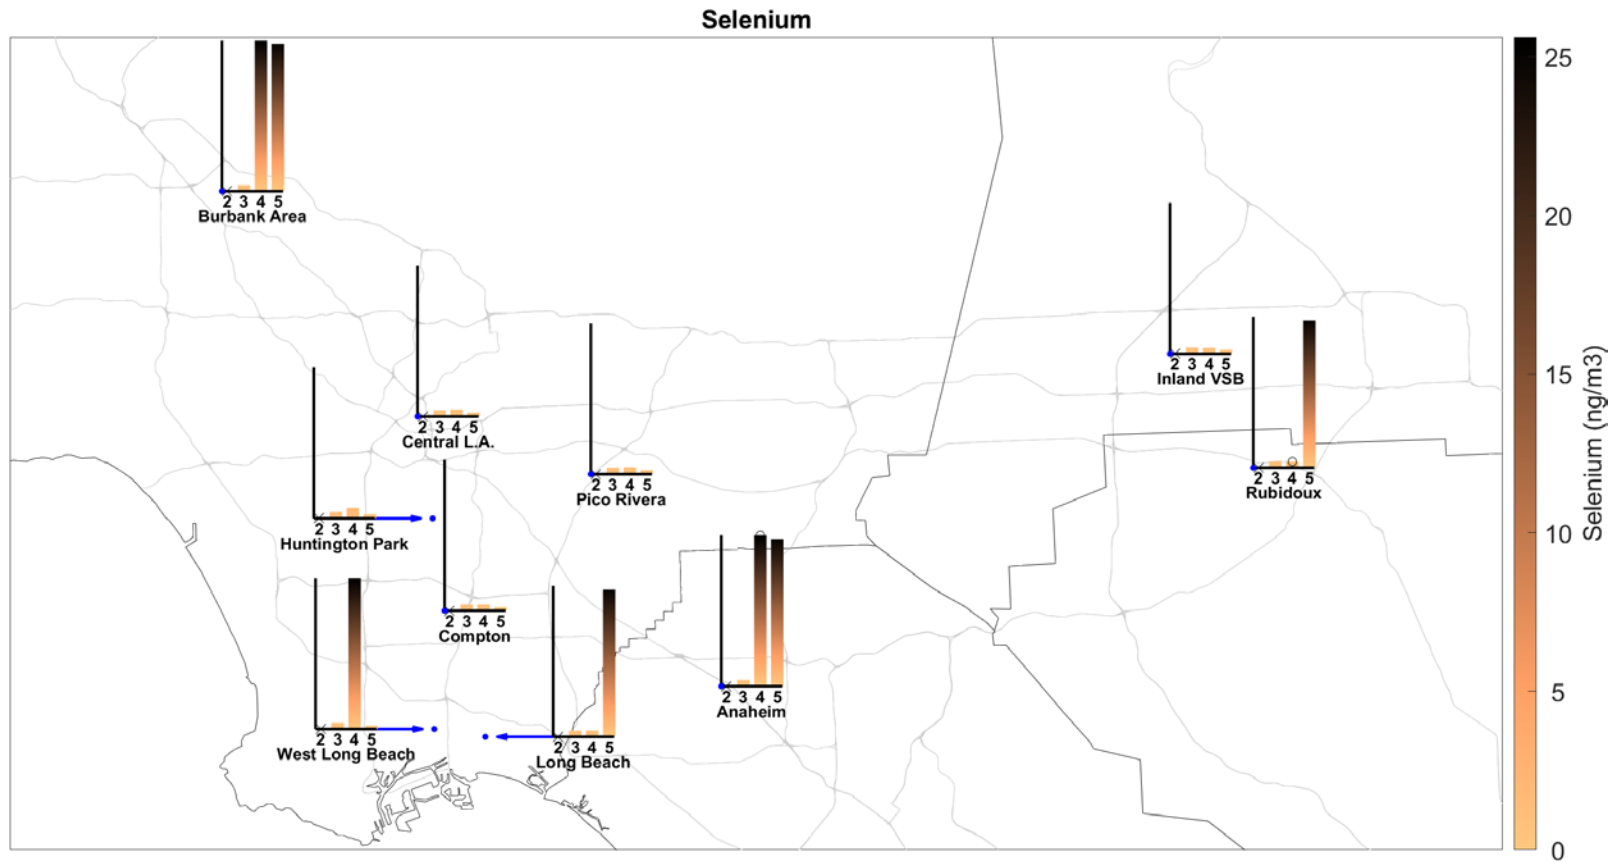 Selenium
2 3 4 5
Burbank Area
2 3 4 5
Central L.A.
2 3 4 5
Pico Rivera
2 3 4 5
Inland VSB
2 3 4 5
Rubidoux
2 3 4 5
Huntington Park
2 3 4 5
Compton
2 3 4 5
West Long Beach
2 3 4 5
Long Beach
2 3 4 5
Anaheim
25
20
15
10
5
0
Selenium (ng/m3)